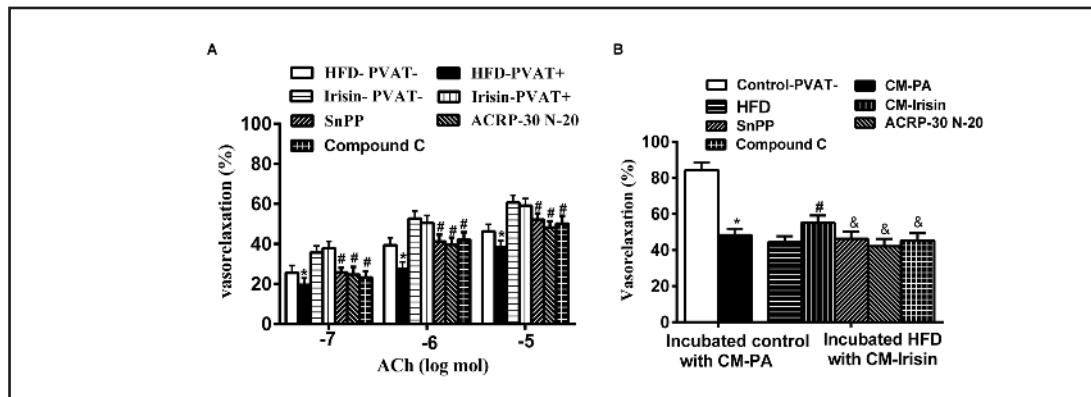 A
HFD- PVAT- HFD-PVAT+
Irisin- PVAT- Irisin-PVAT+
SnPP ACRP-30 N-20
Compound C
vasorelaxation (%)
100
80
60
40
20
0
* # # #
* # # #
* # # #
-7 -6 -5
ACh (log mol)
B
Control-PVAT- CM-PA
HFD CM-Irisin
SnPP ACRP-30 N-20
Compound C
Vasorelaxation (%)
100
80
60
40
20
0
* # & & &
Incubated control Incubated HFD
with CM-PA with CM-Irisin